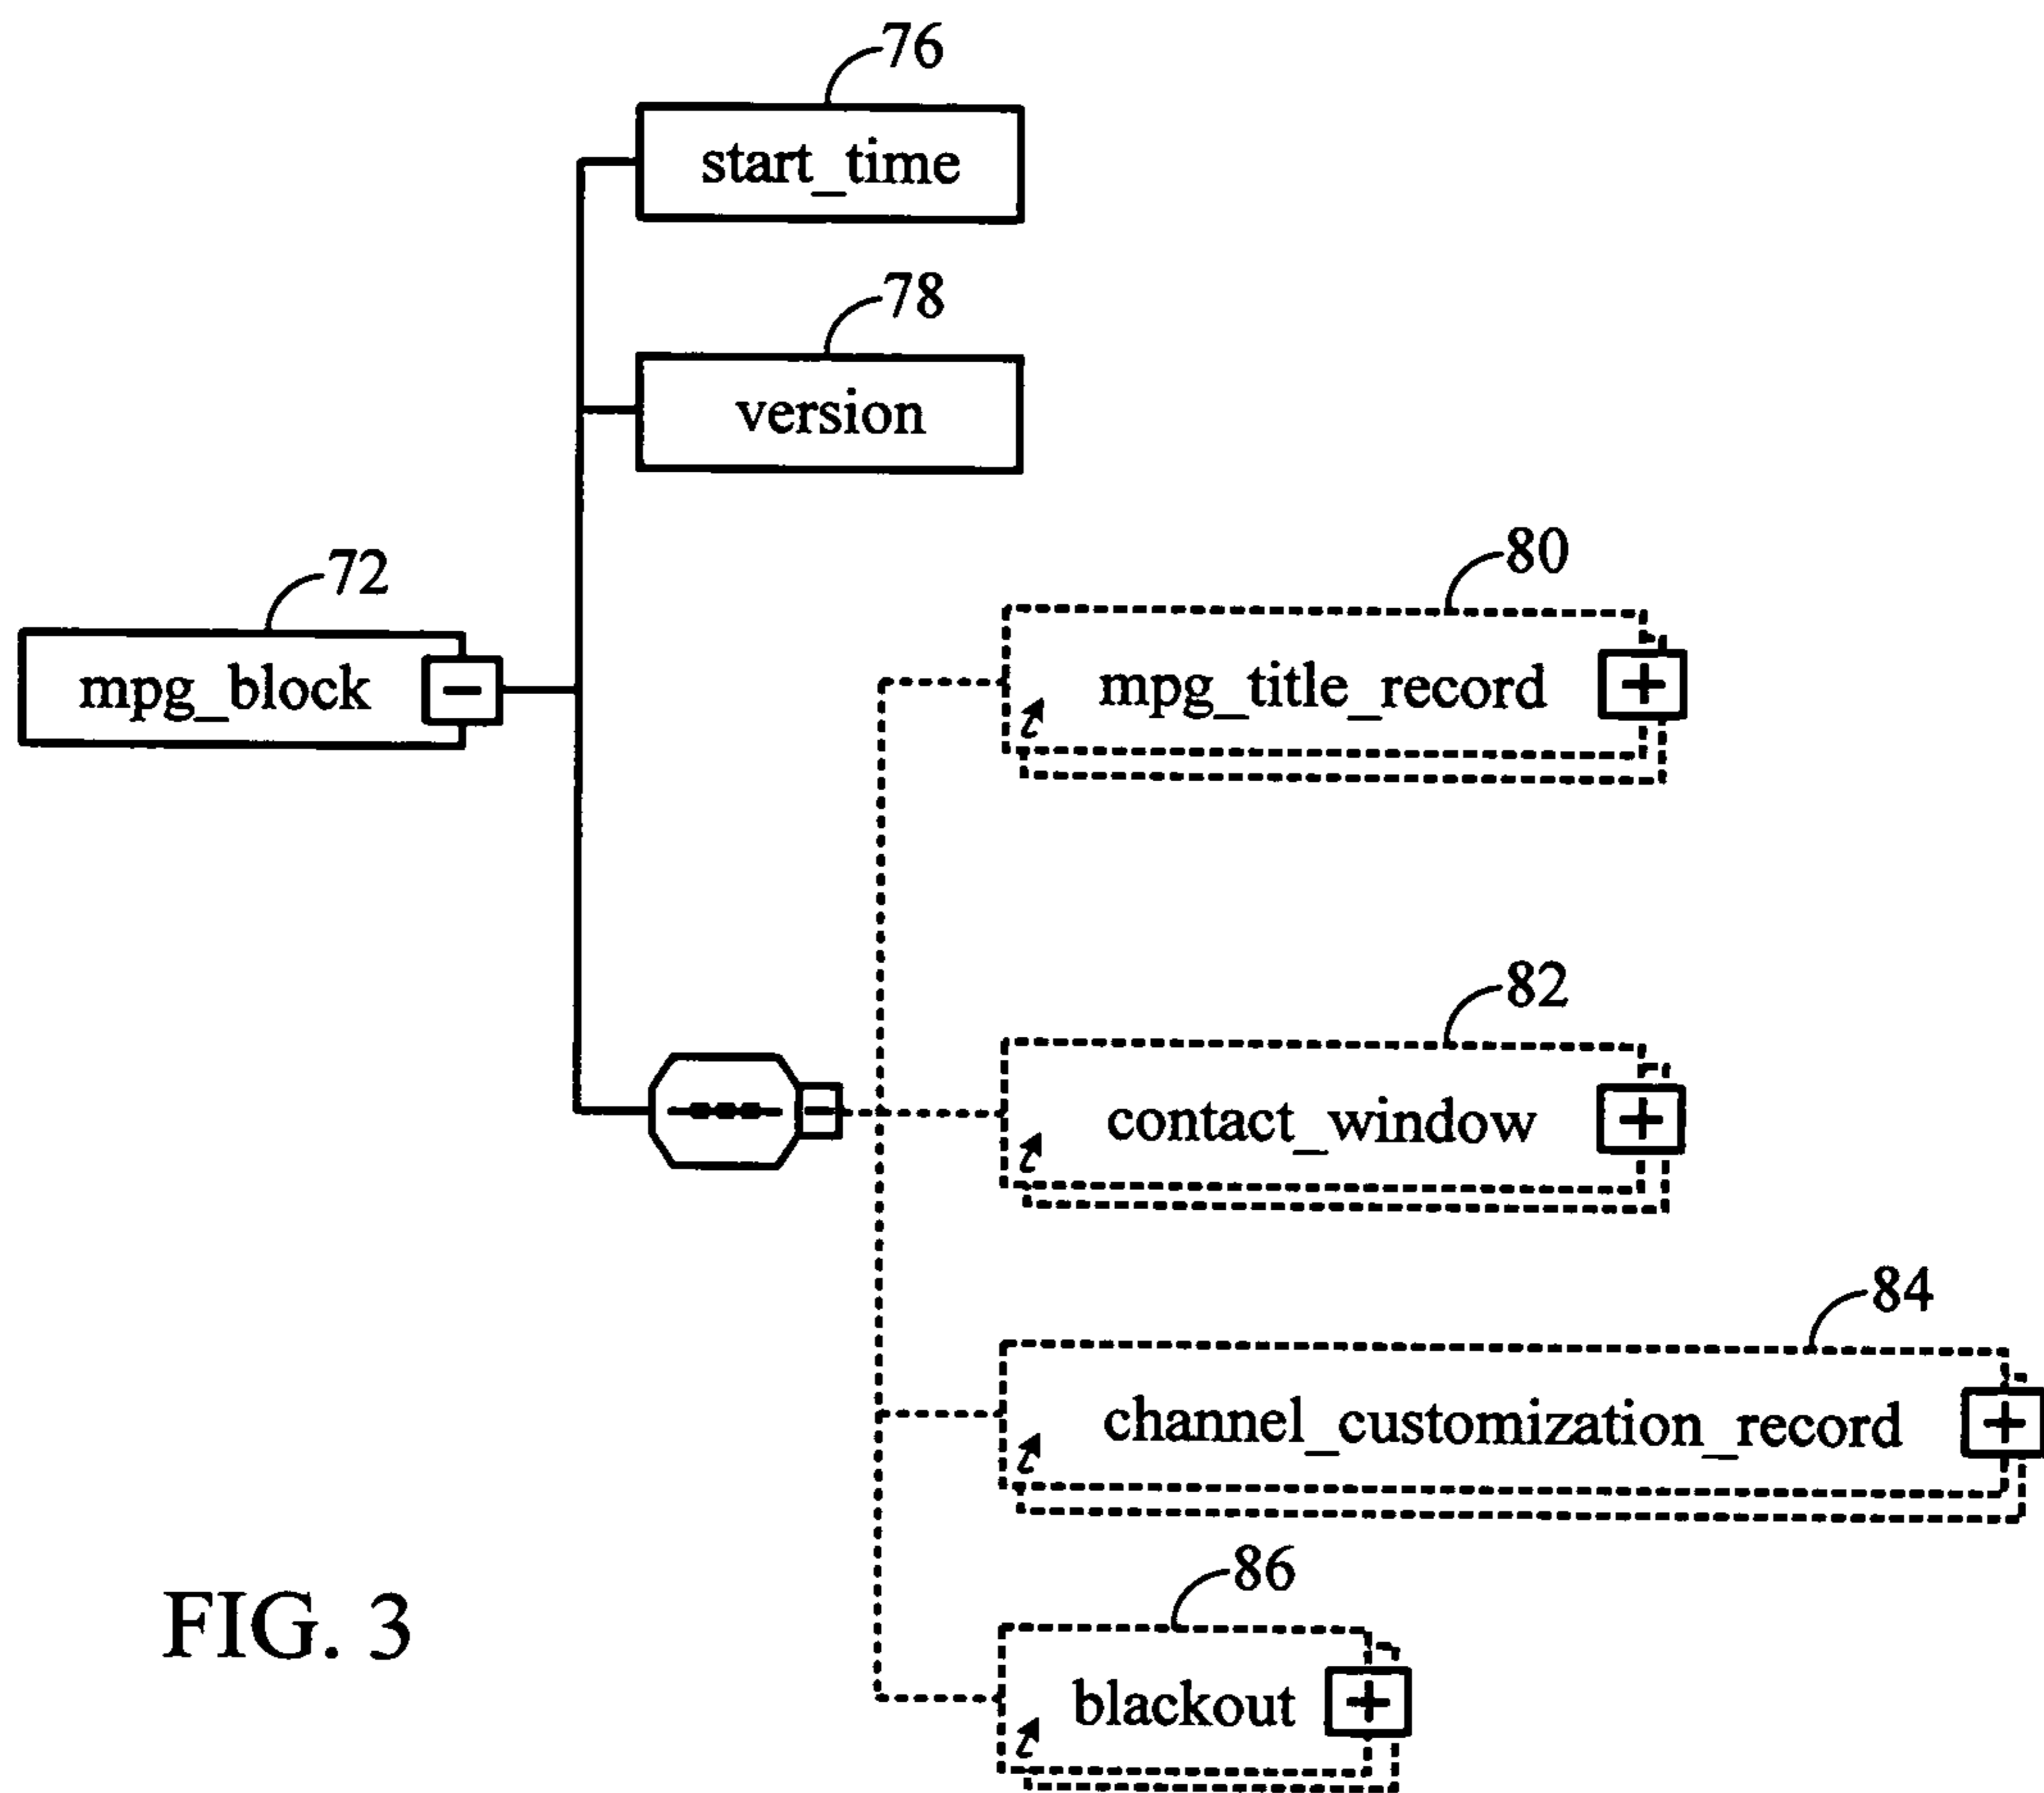 76
start_time
78
version
80
72
mpg_block
mpg_title_record
82
contact_window
84
channel_customization_record
86
blackout
FIG. 3